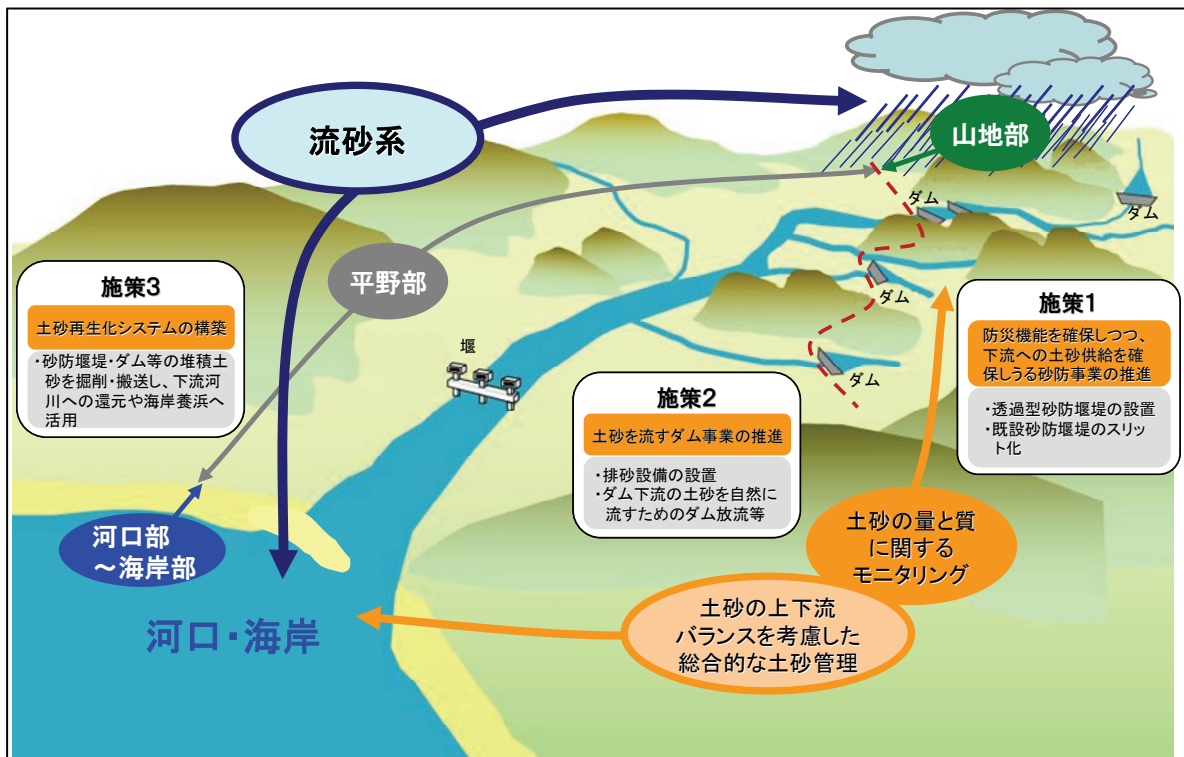 流砂系
山地部
ダム
ダム
ダム
ダム
平野部
堰
施策3
土砂再生化システムの構築
・砂防堰堤・ダム等の堆積土
砂を掘削・搬送し、下流河
川への還元や海岸養浜へ
活用
施策1
防災機能を確保しつつ、
下流への土砂供給を確
保しうる砂防事業の推進
・透過型砂防堰堤の設置
・既設砂防堰堤のスリッ
ト化
施策2
土砂を流すダム事業の推進
・排砂設備の設置
・ダム下流の土砂を自然に
流すためのダム放流等
河口部
～海岸部
土砂の量と質
に関する
モニタリング
土砂の上下流
バランスを考慮した
総合的な土砂管理
河口・海岸